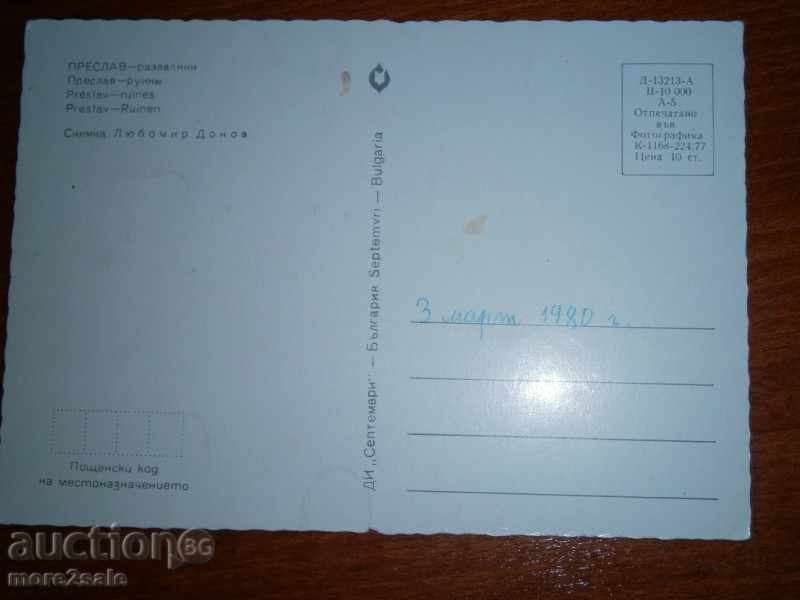 ПРЕСЛАВ—развалини
Преслав—руины
Préslav—ruines
Preslav—Ruinen
Снимка Любомир Донов
Д-13213-А
П-10 000
А-5
Отпечатано
във
Фотографика
К-1168-224/77
Цена 10 ст.
ДИ „Септември" — България Septemvri — Bulgaria
3 март 1980 г.
Пощенски код
на местоназначението
auction BG
more2sale